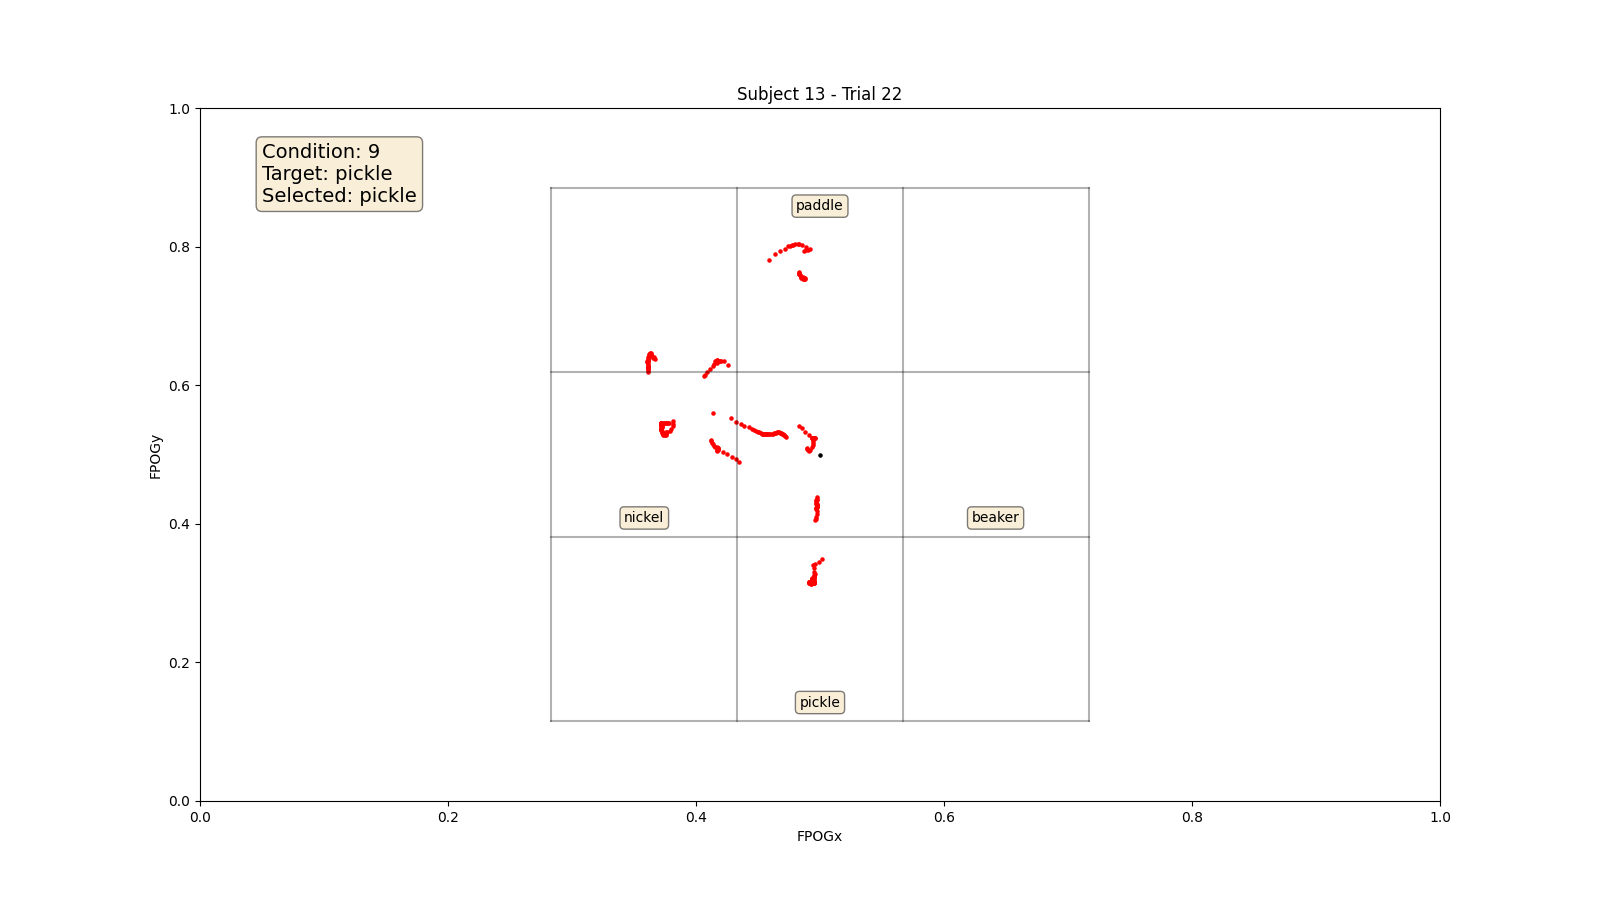 Subject 13 - Trial 22
1.0
Condition: 9
Target: pickle
Selected: pickle
paddle
0.8
0.6
FPOGy
nickel
beaker
0.4
0.2
pickle
0.0
0.0
0.2
0.4
0.6
0.8
1.0
FPOGx